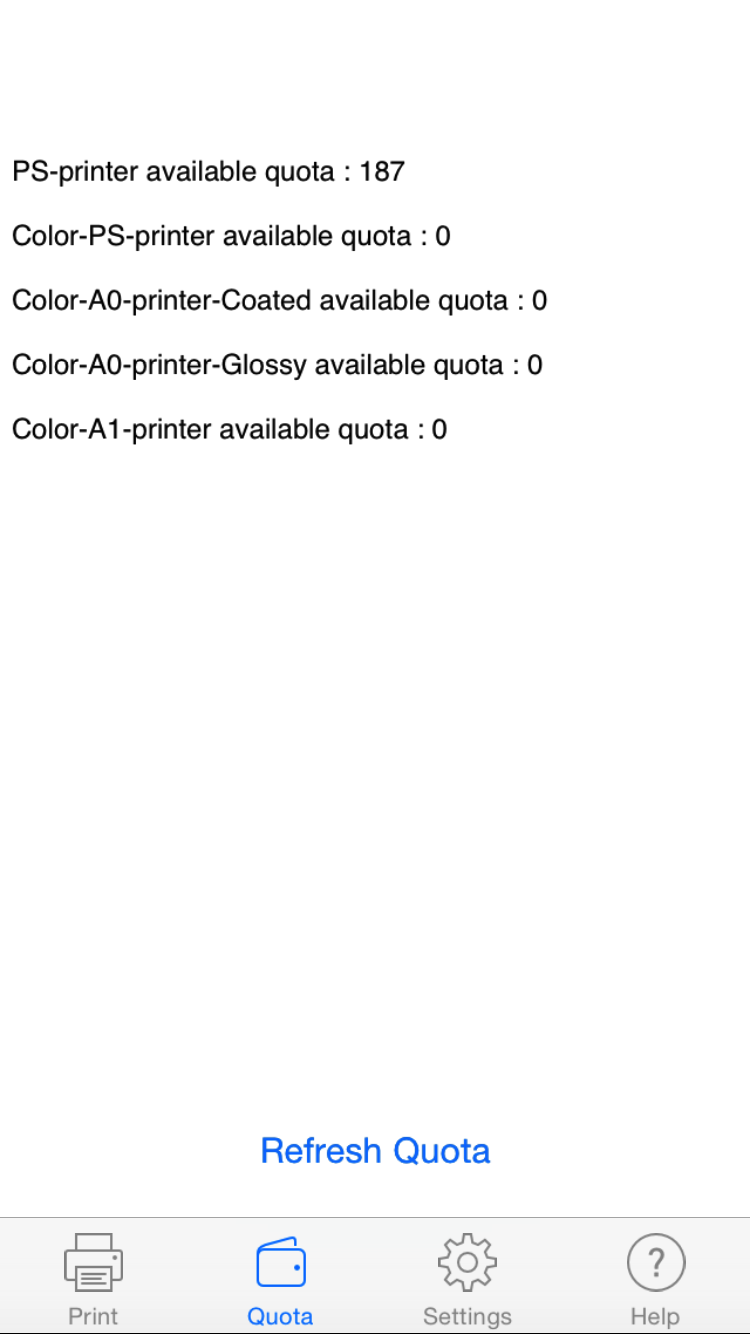 PS-printer available quota : 187
Color-PS-printer available quota : 0
Color-A0-printer-Coated available quota : 0
Color-A0-printer-Glossy available quota : 0
Color-A1-printer available quota : 0
Refresh Quota
Print Quota Settings ? Help